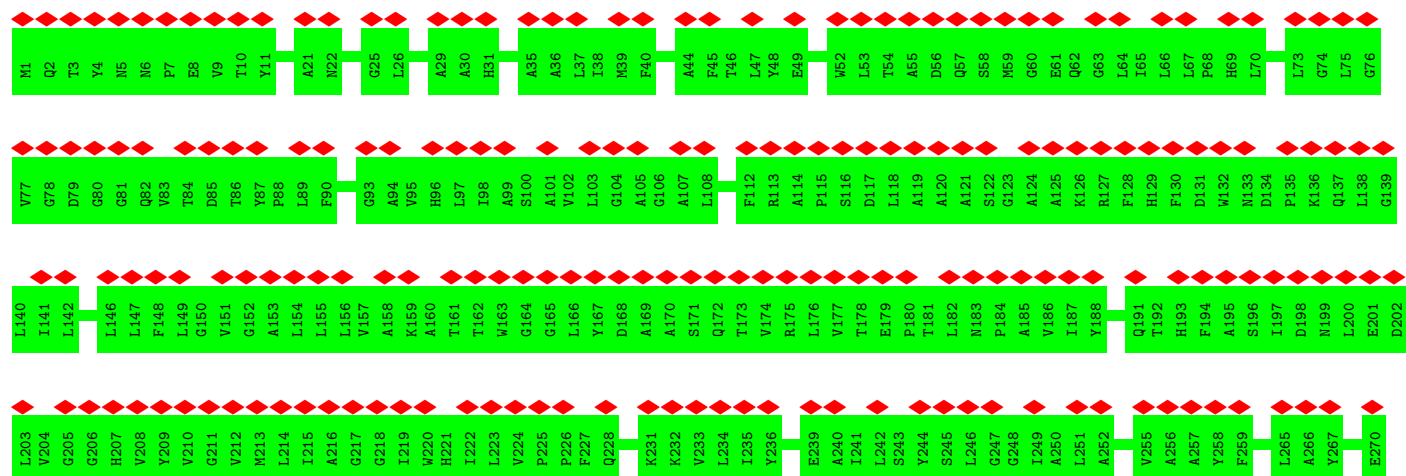 M1 Q2 T3 Y4 N5 N6 P7 E8 V9 T10 Y11 A21 N22 G25 L26 A29 A30 H31 A35 A36 L37 I38 M39 F40 A44 F45 T46 L47 Y48 E49 W52 L53 T54 A55 D56 Q57 S58 M59 G60 E61 Q62 G63 L64 I65 L66 L67 P68 H69 L70 L73 G74 L75 G76
V77 G78 D79 G80 G81 Q82 V83 T84 D85 T86 Y87 P88 L89 F90 G93 A94 V95 H96 L97 I98 A99 S100 A101 V102 L103 G104 A105 G106 A107 L108 F112 R113 A114 P115 S116 D117 L118 A119 A120 A121 S122 G123 A124 A125 K126 R127 F128 H129 F130 D131 W132 N133 D134 P135 K136 Q137 L138 G139
L140 I141 L142 L146 L147 F148 L149 G150 V151 G152 A153 L154 L155 L156 V157 A158 K159 A160 T161 T162 W163 G164 G165 L166 Y167 D168 A169 A170 S171 Q172 T173 V174 R175 L176 V177 T178 E179 P180 T181 L182 N183 P184 A185 V186 I187 Y188 Q191 T192 H193 F194 A195 S196 I197 D198 N199 L200 E201 D202
L203 V204 G205 G206 H207 V208 Y209 V210 G211 V212 M213 L214 I215 A216 G217 G218 I219 W220 H221 I222 L223 V224 P225 P226 F227 Q228 K231 K232 V233 L234 I235 Y236 E239 A240 I241 L242 S243 Y244 S245 L246 G247 G248 I249 A250 L251 A252 V255 A256 A257 Y258 F259 L265 A266 Y267 E270